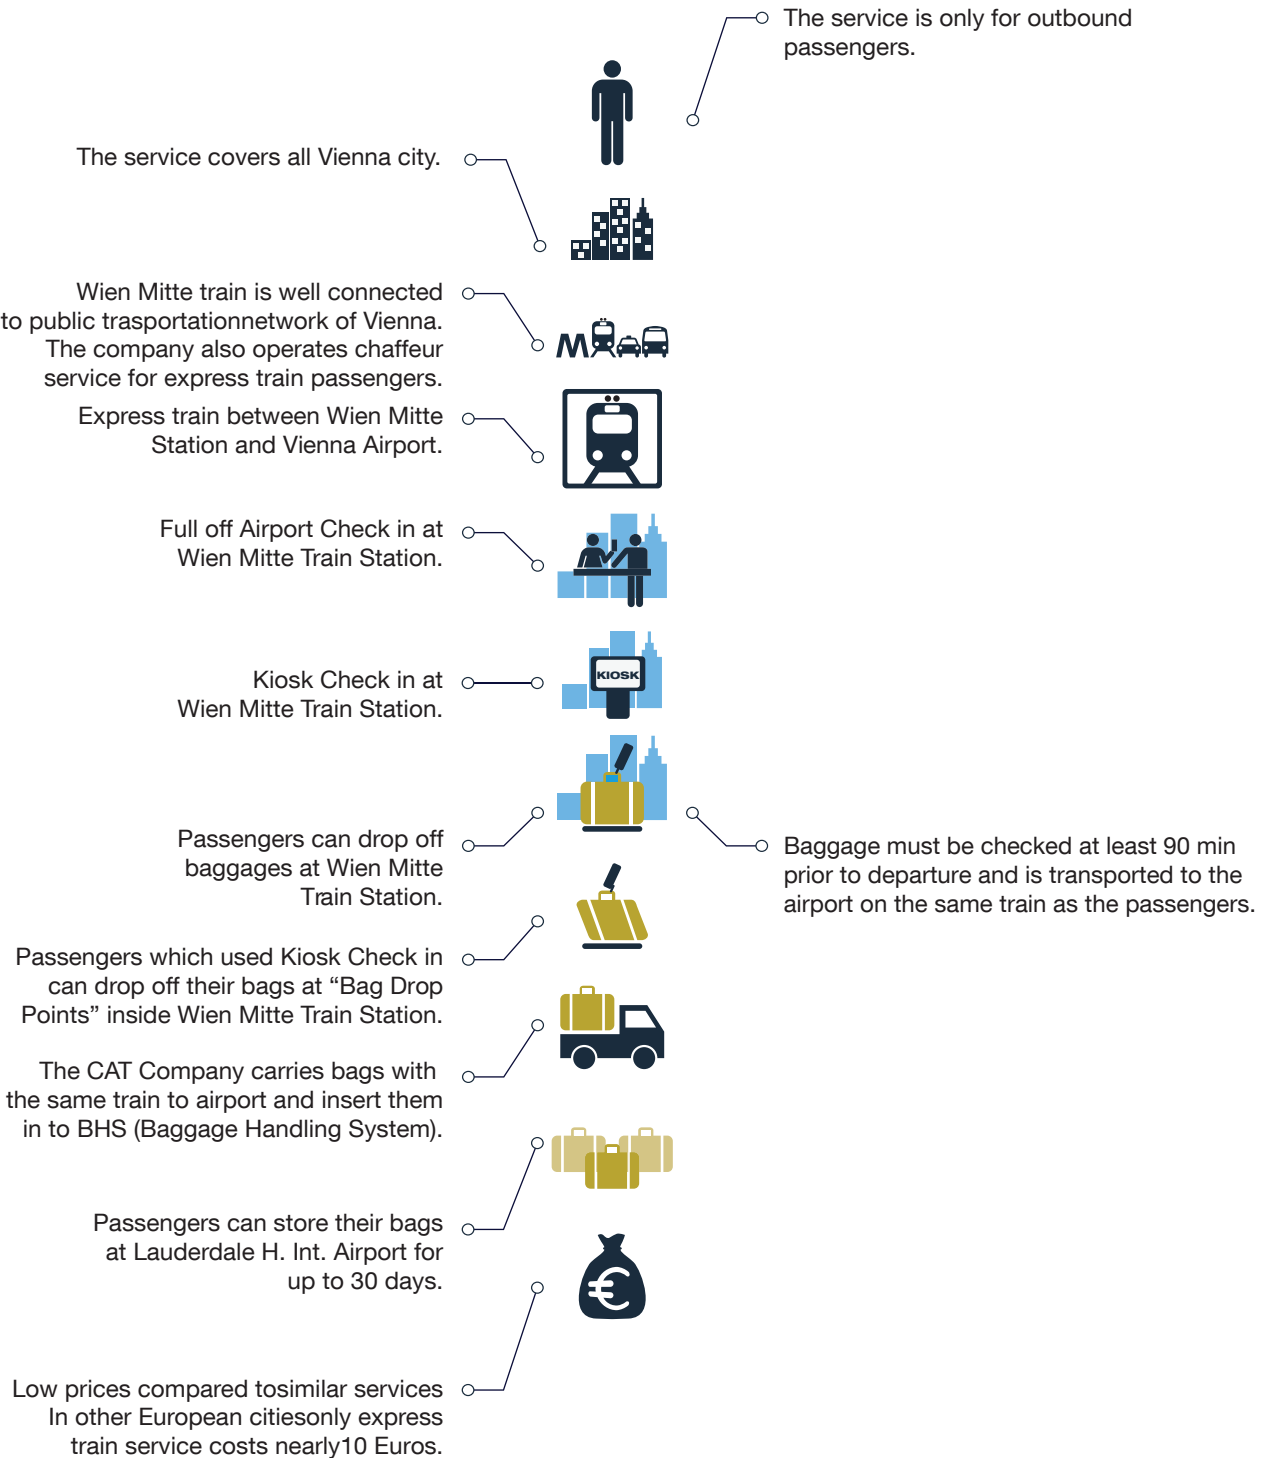 The service is only for outbound
passengers.
The service covers all Vienna city.
Wien Mitte train is well connected
to public trasportationnetwork of Vienna.
The company also operates chaffeur
service for express train passengers.
Express train between Wien Mitte
Station and Vienna Airport.
Full off Airport Check in at
Wien Mitte Train Station.
KIOSK
Kiosk Check in at
Wien Mitte Train Station.
Passengers can drop off
baggages at Wien Mitte
Train Station.
Baggage must be checked at least 90 min
prior to departure and is transported to the
airport on the same train as the passengers.
Passengers which used Kiosk Check in
can drop off their bags at “Bag Drop
Points” inside Wien Mitte Train Station.
The CAT Company carries bags with
the same train to airport and insert them
in to BHS (Baggage Handling System).
Passengers can store their bags
at Lauderdale H. Int. Airport for
up to 30 days.
Low prices compared tosimilar services
In other European citiesonly express
train service costs nearly10 Euros.